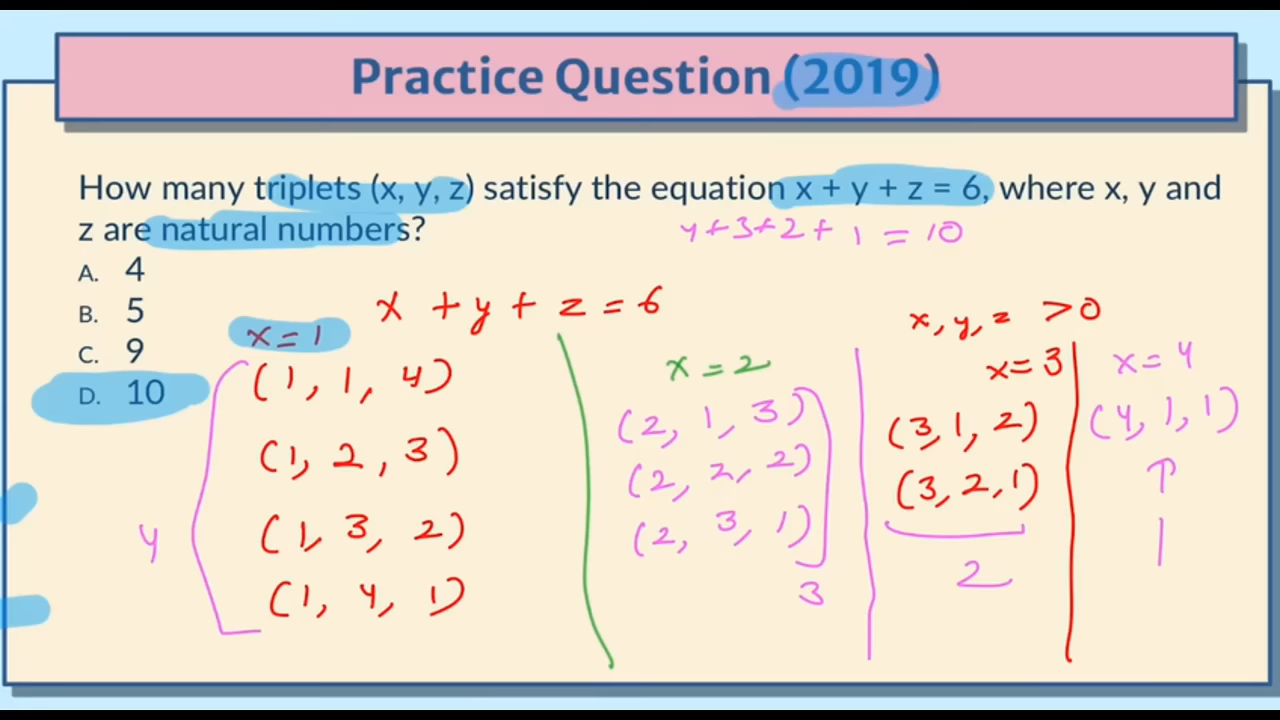 Practice Question (2019)
How many triplets (x, y, z) satisfy the equation x + y + z = 6, where x, y and
z are natural numbers?
4+3+2+1=10
A. 4
B. 5
C. 9
D. 10
x + y + z = 6
x, y, z > 0
x=1
(1, 1, 4)
(1, 2, 3)
(1, 3, 2)
(1, 4, 1)
4
x=2
(2, 1, 3)
(2, 2, 2)
(2, 3, 1)
3
x=3
(3, 1, 2)
(3, 2, 1)
2
x=4
(4, 1, 1)
↑
1